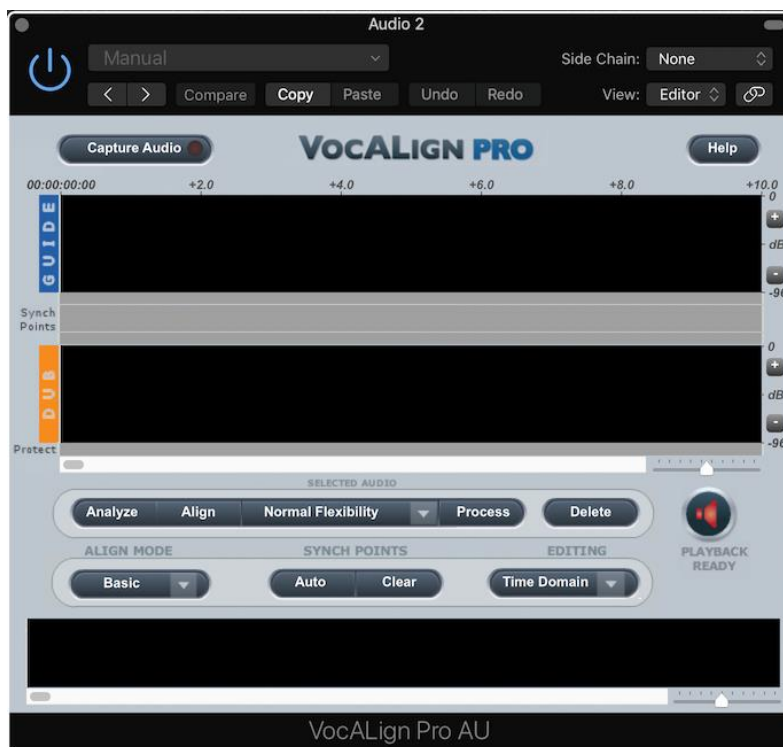 Audio 2
Manual
Side Chain: None
Compare Copy Paste Undo Redo View: Editor
Capture Audio VOCALIGN PRO Help
00:00:00:00 +2.0 +4.0 +6.0 +8.0 +10.0
GUIDE
0
+
dB
-
-96
Synch
Points
DUB
0
+
dB
-
-96
Protect
SELECTED AUDIO
Analyze Align Normal Flexibility Process Delete
ALIGN MODE SYNCH POINTS EDITING
PLAYBACK
READY
Basic Auto Clear Time Domain
VocALign Pro AU